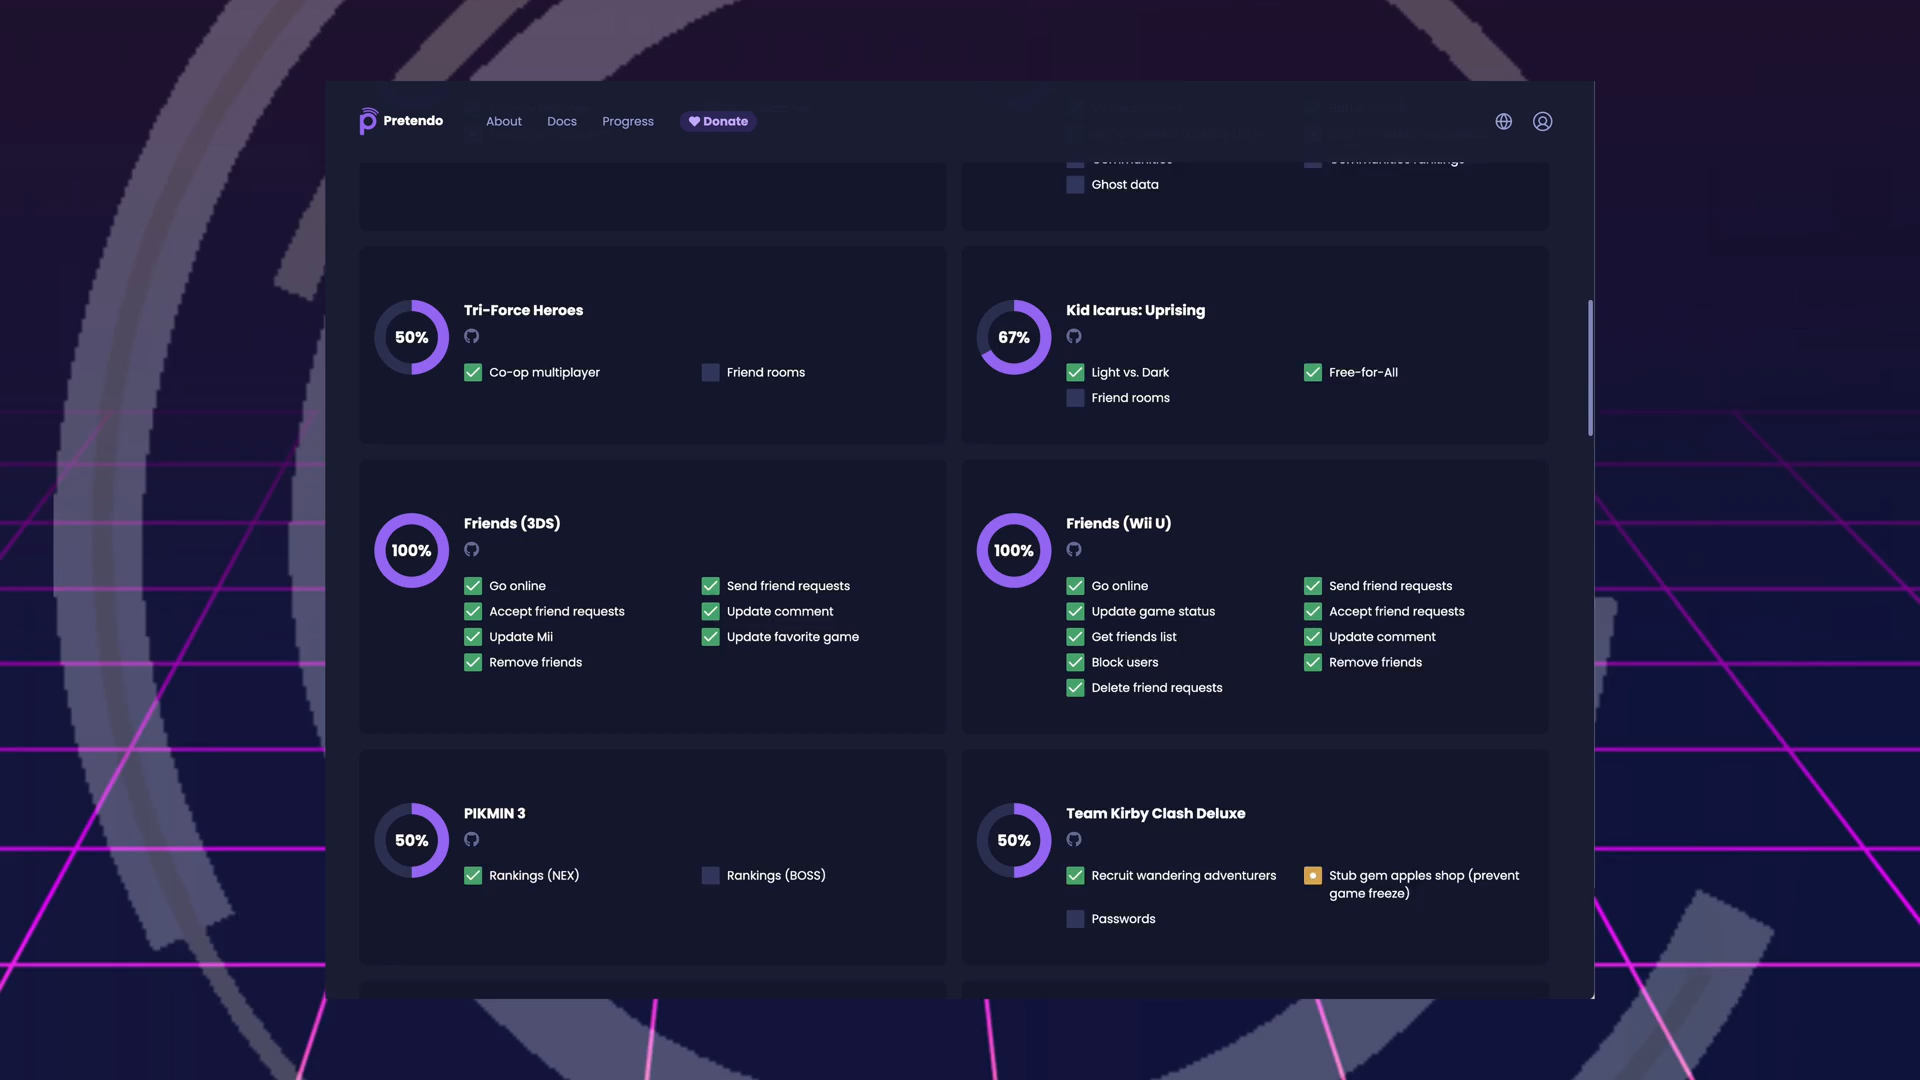 Pretendo
About
Docs
Progress
Donate
Communities
Communities rankings
Ghost data
Tri-Force Heroes
50%
Co-op multiplayer
Friend rooms
Kid Icarus: Uprising
67%
Light vs. Dark
Free-for-All
Friend rooms
Friends (3DS)
100%
Go online
Send friend requests
Accept friend requests
Update comment
Update Mii
Update favorite game
Remove friends
Friends (Wii U)
100%
Go online
Send friend requests
Update game status
Accept friend requests
Get friends list
Update comment
Block users
Remove friends
Delete friend requests
PIKMIN 3
50%
Rankings (NEX)
Rankings (BOSS)
Team Kirby Clash Deluxe
50%
Recruit wandering adventurers
Stub gem apples shop (prevent
game freeze)
Passwords